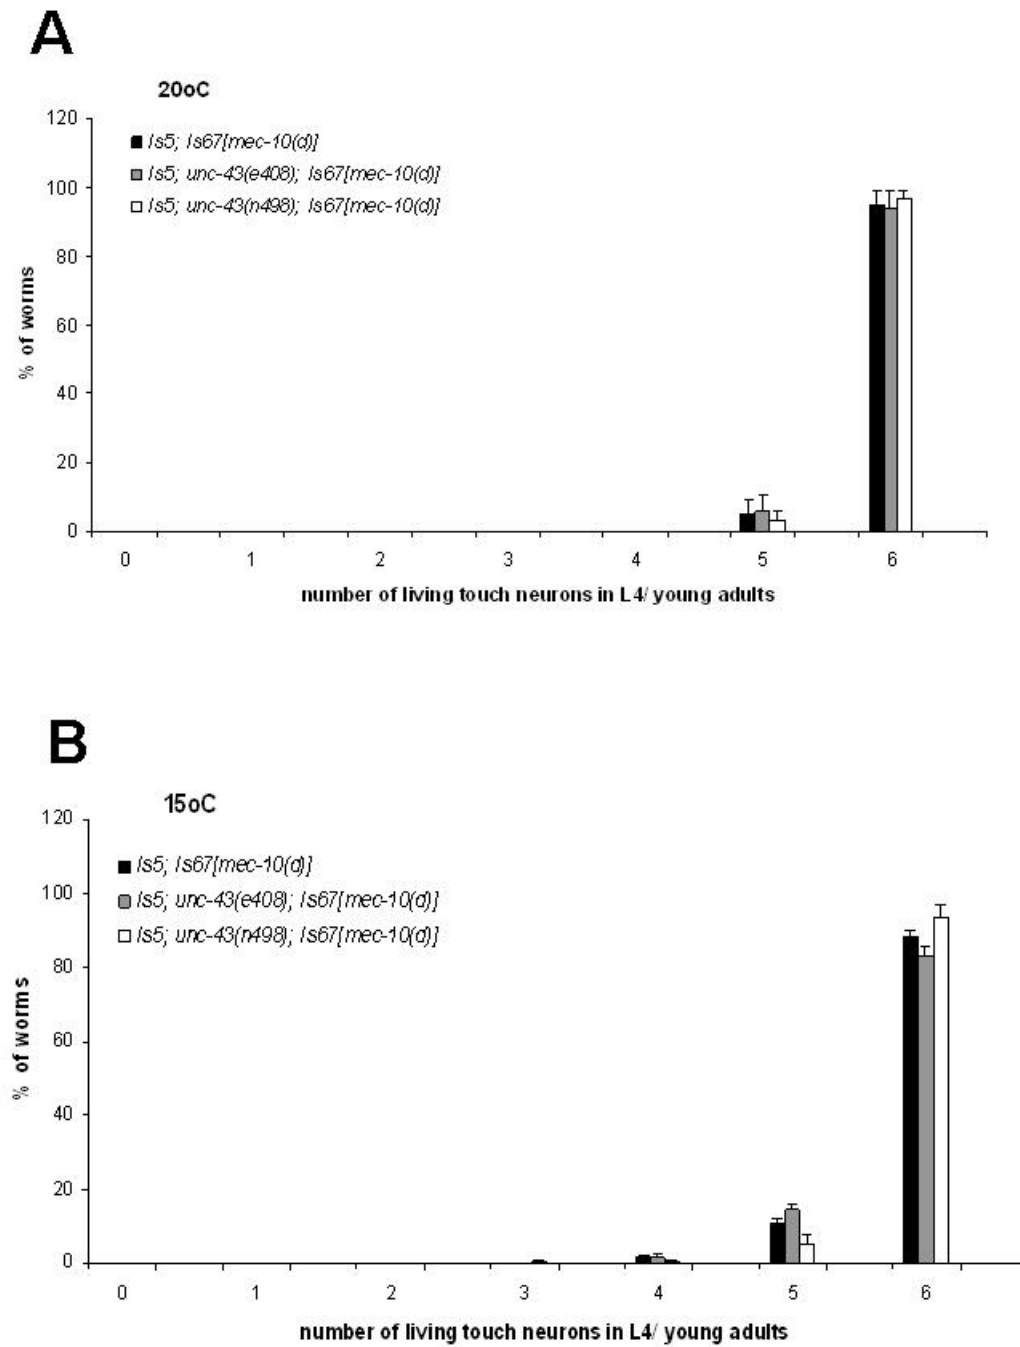 A
20oC
120
Is5; Is67[mec-10(d)]
Is5; unc-43(e408); Is67[mec-10(d)]
100
Is5; unc-43(n498); Is67[mec-10(d)]
80
% of worms
60
40
20
0
0 1 2 3 4 5 6
number of living touch neurons in L4/ young adults
B
15oC
120
Is5; Is67[mec-10(d)]
100
Is5; unc-43(e408); Is67[mec-10(d)]
Is5; unc-43(n498); Is67[mec-10(d)]
80
% of worms
60
40
20
0
0 1 2 3 4 5 6
number of living touch neurons in L4/ young adults